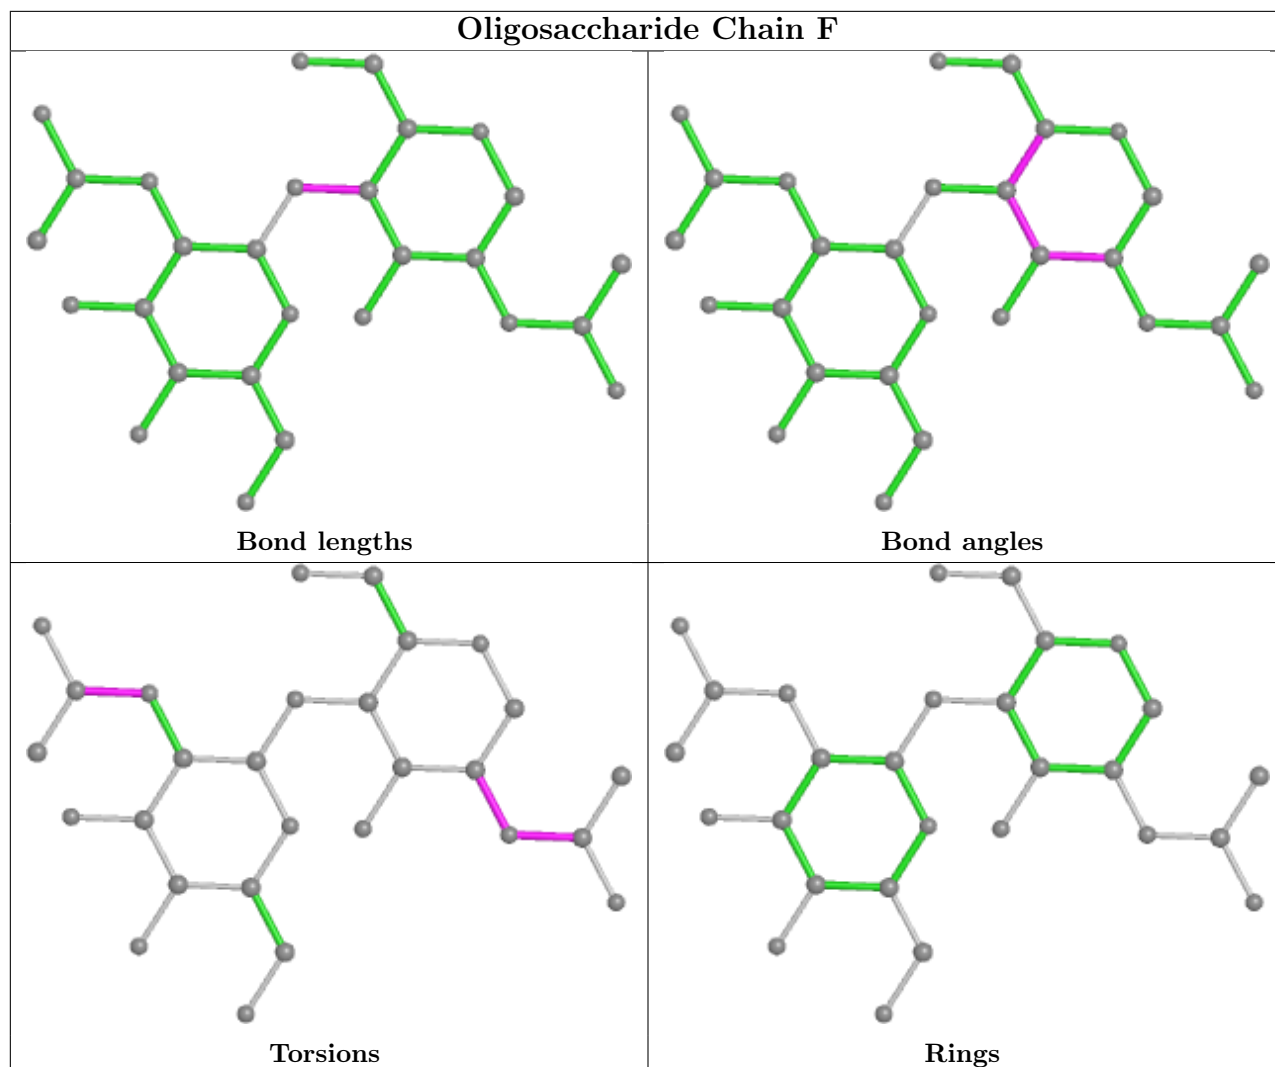 Oligosaccharide Chain F
Bond lengths
Bond angles
Torsions
Rings